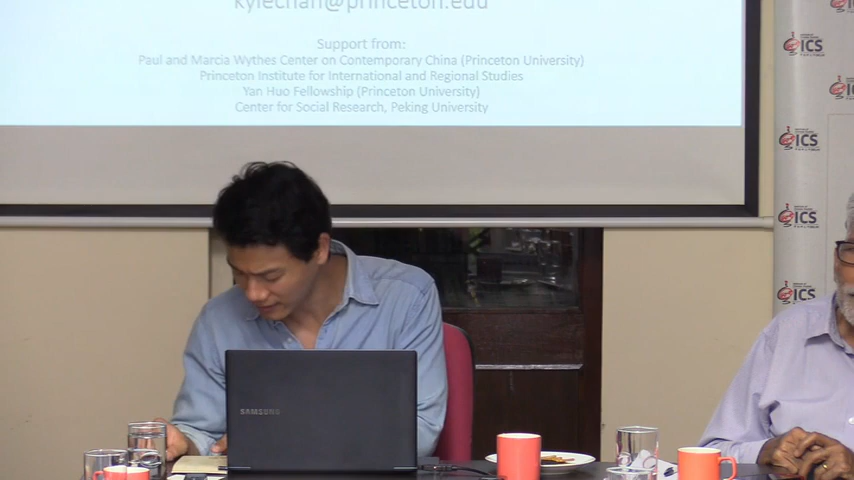 kylechan@princeton.edu
Support from:
Paul and Marcia Wythes Center on Contemporary China (Princeton University)
Princeton Institute for International and Regional Studies
Yan Huo Fellowship (Princeton University)
Center for Social Research, Peking University
ICS
ICS
ICS
ICS
ICS
SAMSUNG